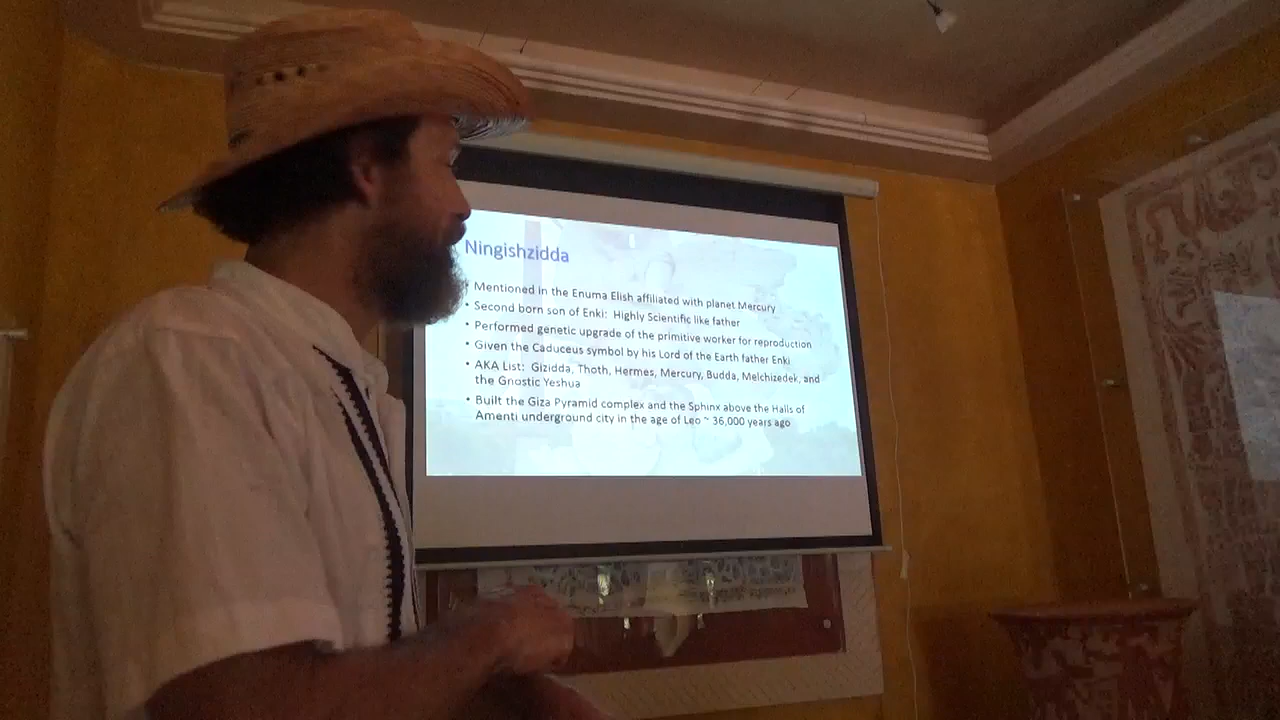 Ningishzidda
• Mentioned in the Enuma Elish affiliated with planet Mercury
• Second born son of Enki: Highly Scientific like father
• Performed genetic upgrade of the primitive worker for reproduction
• Given the Caduceus symbol by his Lord of the Earth father Enki
• AKA List: Gizidda, Thoth, Hermes, Mercury, Budda, Melchizedek, and
the Gnostic Yeshua
• Built the Giza Pyramid complex and the Sphinx above the Halls of
Amenti underground city in the age of Leo ~ 36,000 years ago